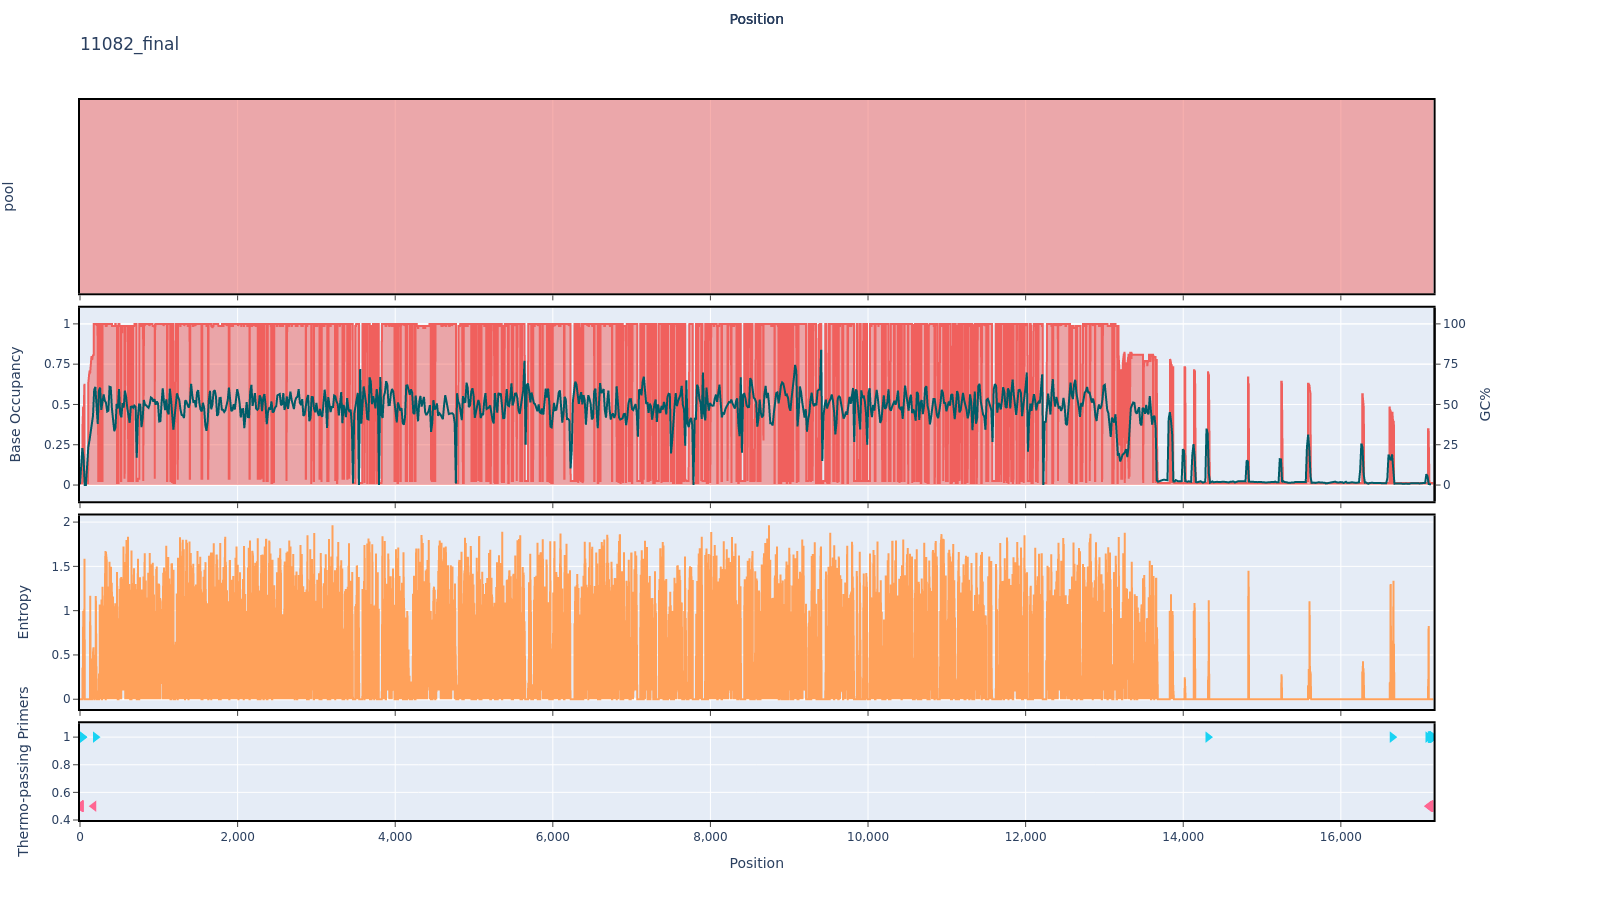 Position
11082_final
pool
Base Occupancy
1
0.75
0.5
0.25
0
100
75
50
25
0
GC%
Entropy
2
1.5
1
0.5
0
Thermo-passing Primers
1
0.8
0.6
0.4
0 2,000 4,000 6,000 8,000 10,000 12,000 14,000 16,000
Position